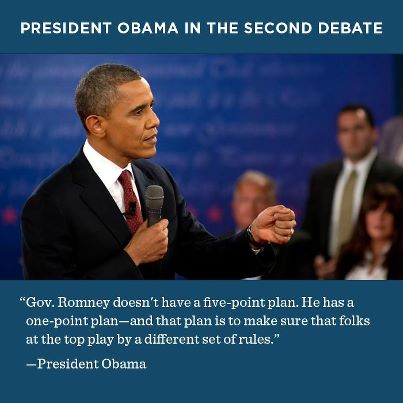 PRESIDENT OBAMA IN THE SECOND DEBATE
“Gov. Romney doesn't have a five-point plan. He has a
one-point plan—and that plan is to make sure that folks
at the top play by a different set of rules.”
—President Obama